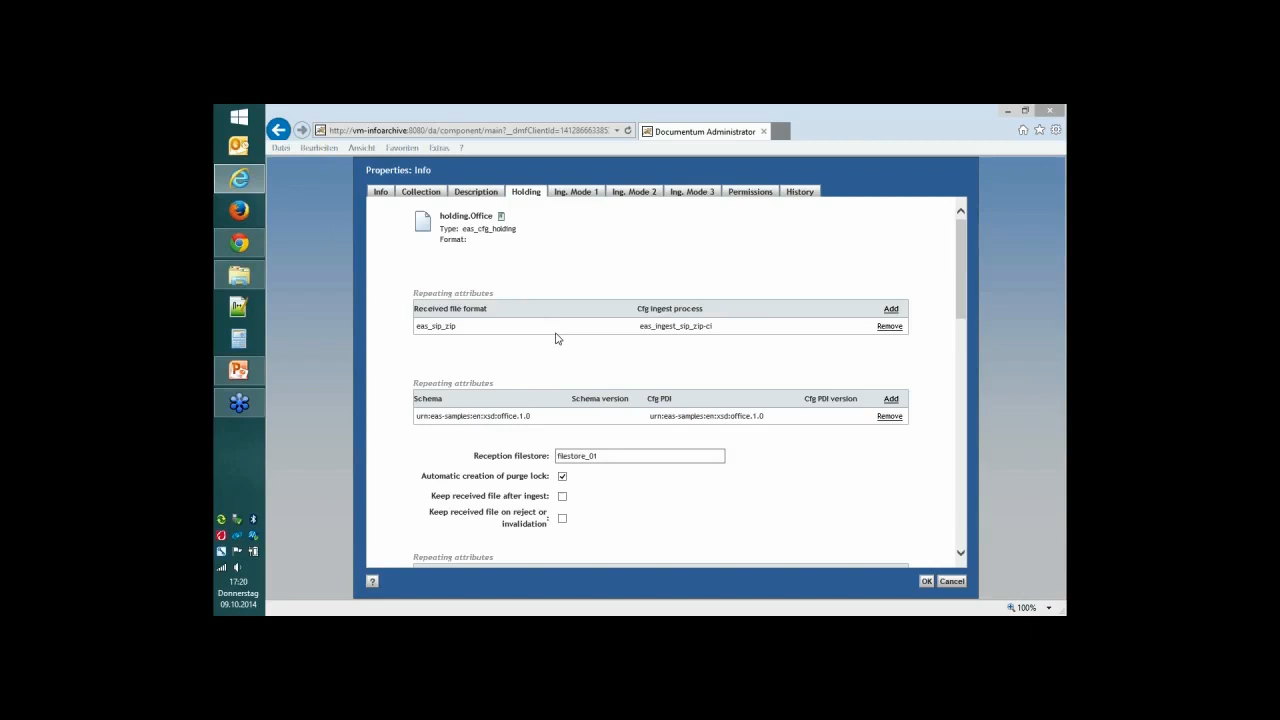 http://vm-infoarchive:8080/da/component/main?__dmfClientId=141286663385
Documentum Administrator
Datei Bearbeiten Ansicht Favoriten Extras ?
Properties: Info
Info Collection Description Holding Ing. Mode 1 Ing. Mode 2 Ing. Mode 3 Permissions History
holding.Office
Type: eas_cfg_holding
Format:
Repeating attributes
Received file format Cfg ingest process Add
eas_sip_zip eas_ingest_sip_zip-ci Remove
Repeating attributes
Schema Schema version Cfg PDI Cfg PDI version Add
urn:eas-samples:en:xsd:office.1.0 urn:eas-samples:en:xsd:office.1.0 Remove
Reception filestore: filestore_01
Automatic creation of purge lock:
Keep received file after ingest:
Keep received file on reject or
invalidation :
Repeating attributes
? OK Cancel
17:20
Donnerstag
09.10.2014
100%